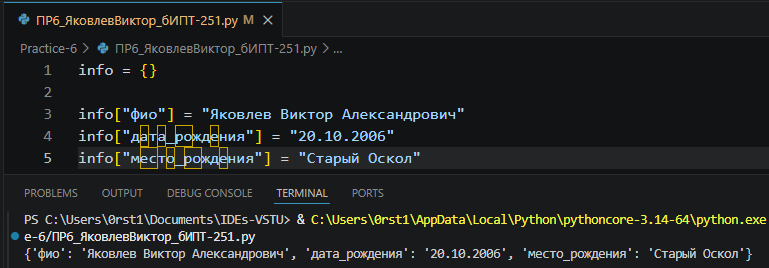 ПР6_ЯковлевВиктор_бИПТ-251.py M
Practice-6 > ПР6_ЯковлевВиктор_бИПТ-251.py > ...
1 info = {}
2
3 info["фио"] = "Яковлев Виктор Александрович"
4 info["дата_рождения"] = "20.10.2006"
5 info["место_рождения"] = "Старый Оскол"
PROBLEMS OUTPUT DEBUG CONSOLE TERMINAL PORTS
PS C:\Users\0rst1\Documents\IDEs-VSTU> & C:\Users\0rst1\AppData\Local\Python\pythoncore-3.14-64\python.exe
e-6/ПР6_ЯковлевВиктор_бИПТ-251.py
{'фио': 'Яковлев Виктор Александрович', 'дата_рождения': '20.10.2006', 'место_рождения': 'Старый Оскол'}